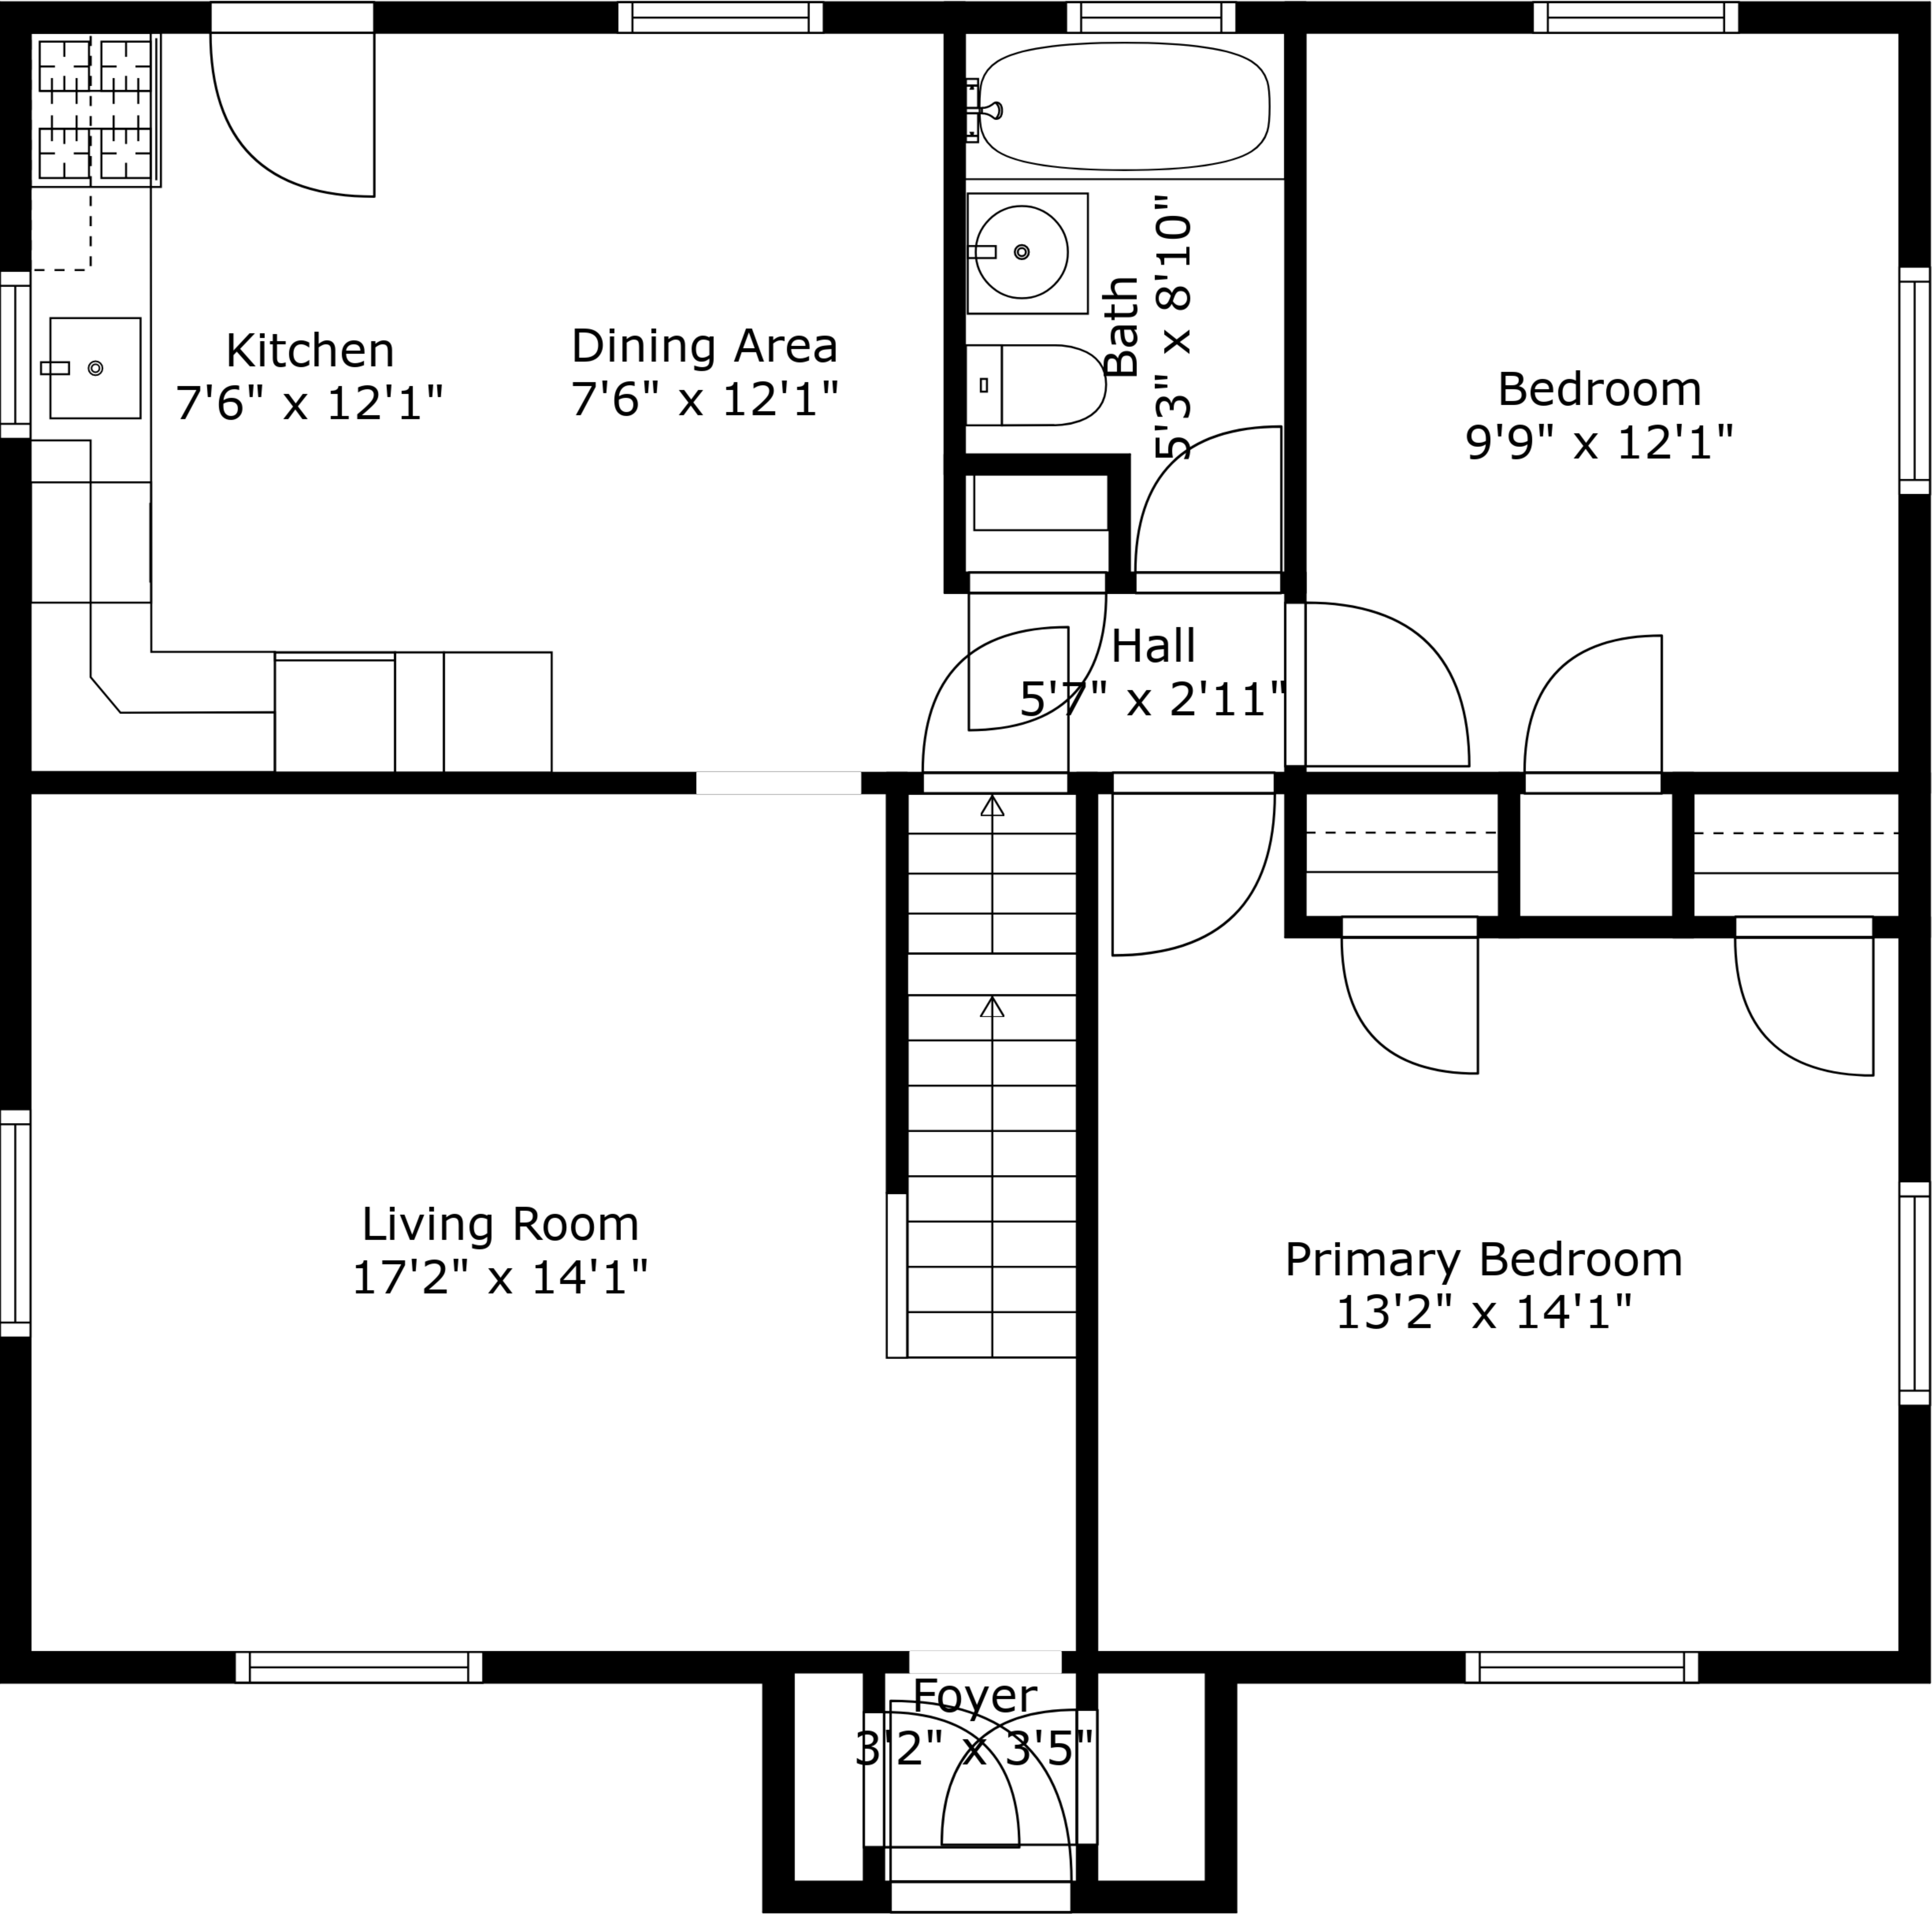 Kitchen
7'6" x 12'1"
Dining Area
7'6" x 12'1"
Bath
5'3" x 8'10"
Bedroom
9'9" x 12'1"
Hall
5'7" x 2'11"
Living Room
17'2" x 14'1"
Primary Bedroom
13'2" x 14'1"
Foyer
3'2" x 3'5"